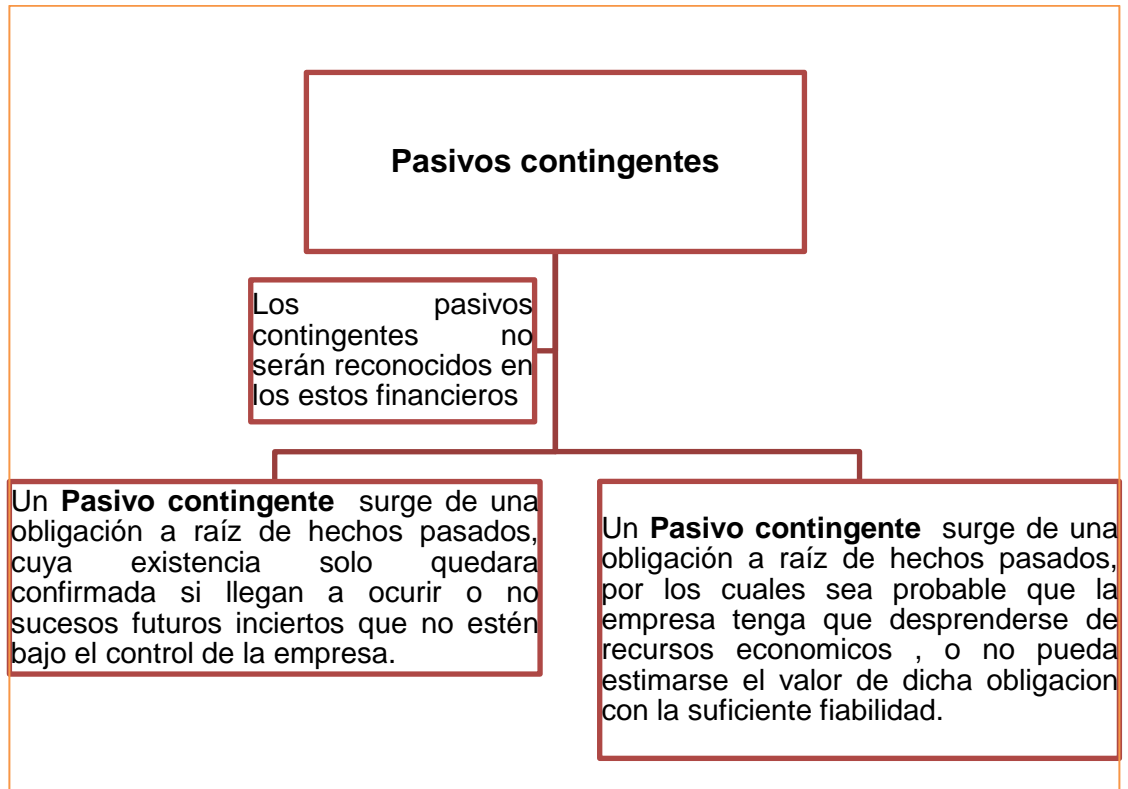 Pasivos contingentes
Los pasivos
contingentes no
serán reconocidos en
los estos financieros
Un Pasivo contingente surge de una
obligación a raíz de hechos pasados,
cuya existencia solo quedara
confirmada si llegan a ocurir o no
sucesos futuros inciertos que no estén
bajo el control de la empresa.
Un Pasivo contingente surge de una
obligación a raíz de hechos pasados,
por los cuales sea probable que la
empresa tenga que desprenderse de
recursos economicos , o no pueda
estimarse el valor de dicha obligacion
con la suficiente fiabilidad.